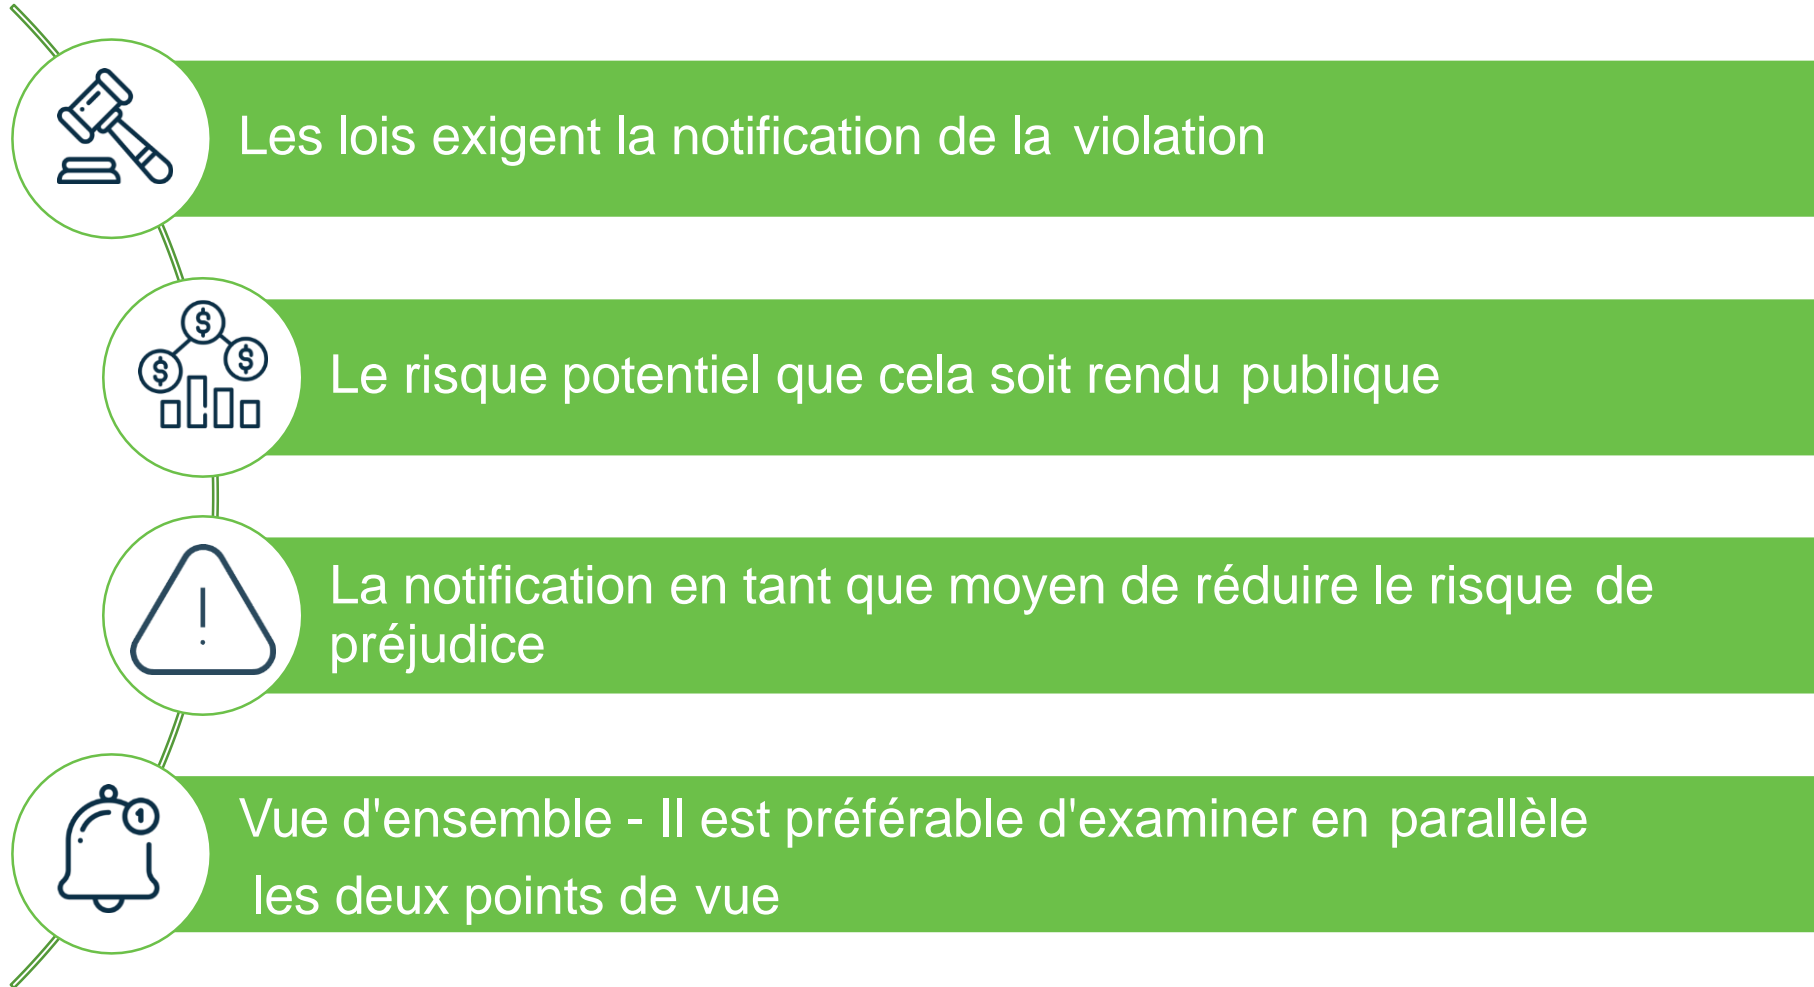 Les lois exigent la notification de la violation
$
$
$
Le risque potentiel que cela soit rendu publique
La notification en tant que moyen de réduire le risque de
préjudice
1
Vue d'ensemble - Il est préférable d'examiner en parallèle
les deux points de vue